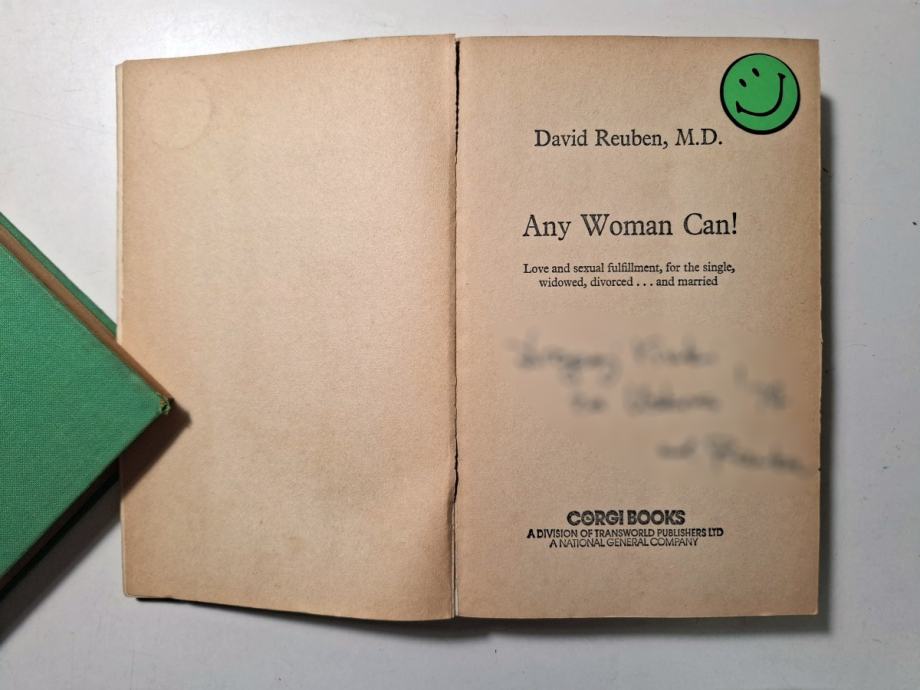 David Reuben, M.D.
Any Woman Can!
Love and sexual fulfillment, for the single,
widowed, divorced . . . and married
CORGI BOOKS
A DIVISION OF TRANSWORLD PUBLISHERS LTD
A NATIONAL GENERAL COMPANY